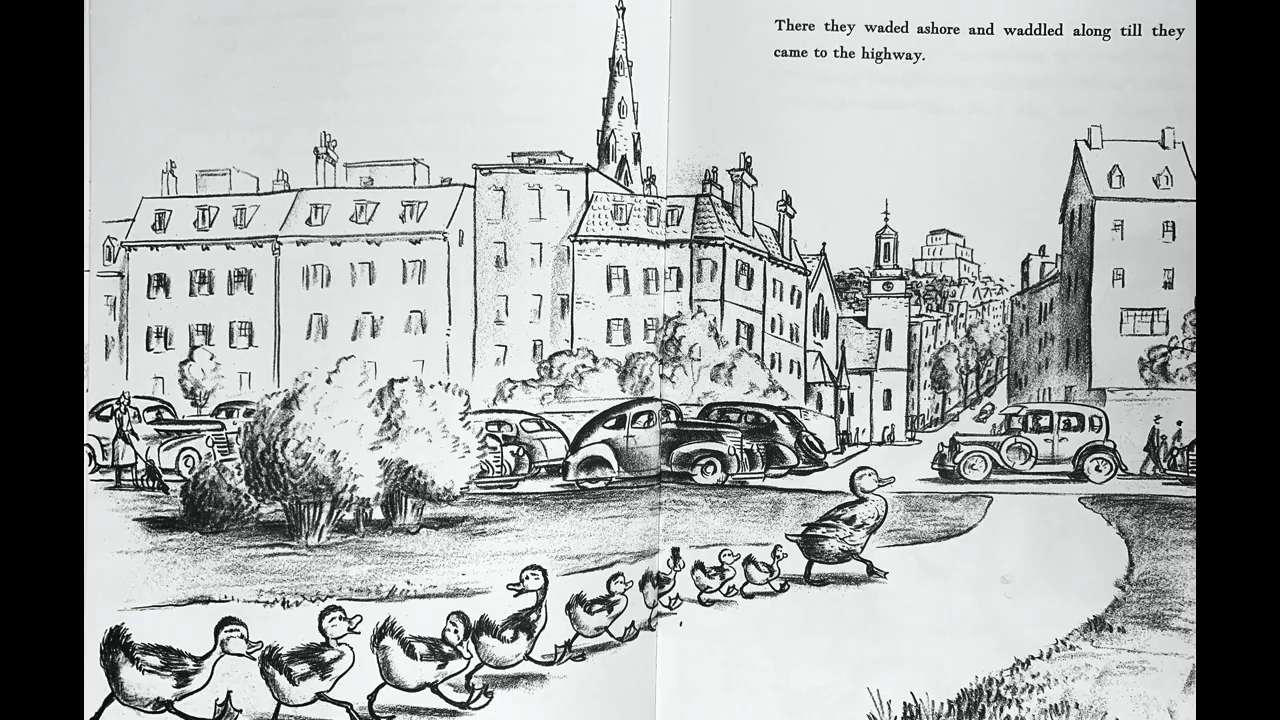 There they waded ashore and waddled along till they
came to the highway.